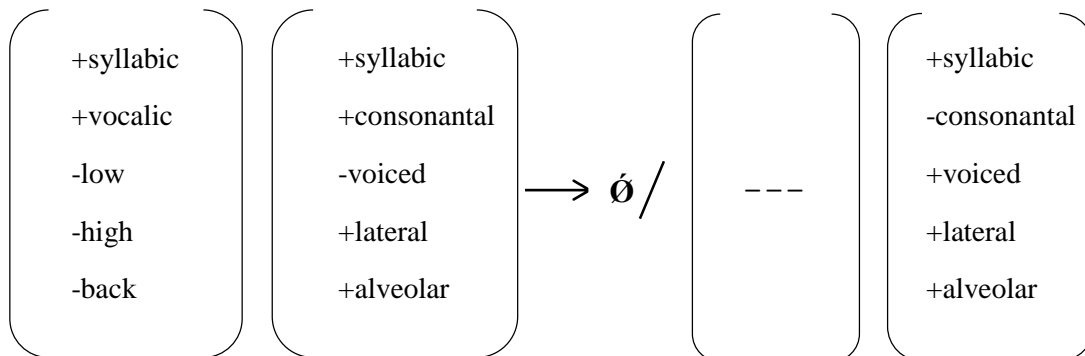 +syllabic +syllabic +syllabic
+vocalic +consonantal -consonantal
-low -voiced Ǿ / --- +voiced
-high +lateral +lateral
-back +alveolar +alveolar